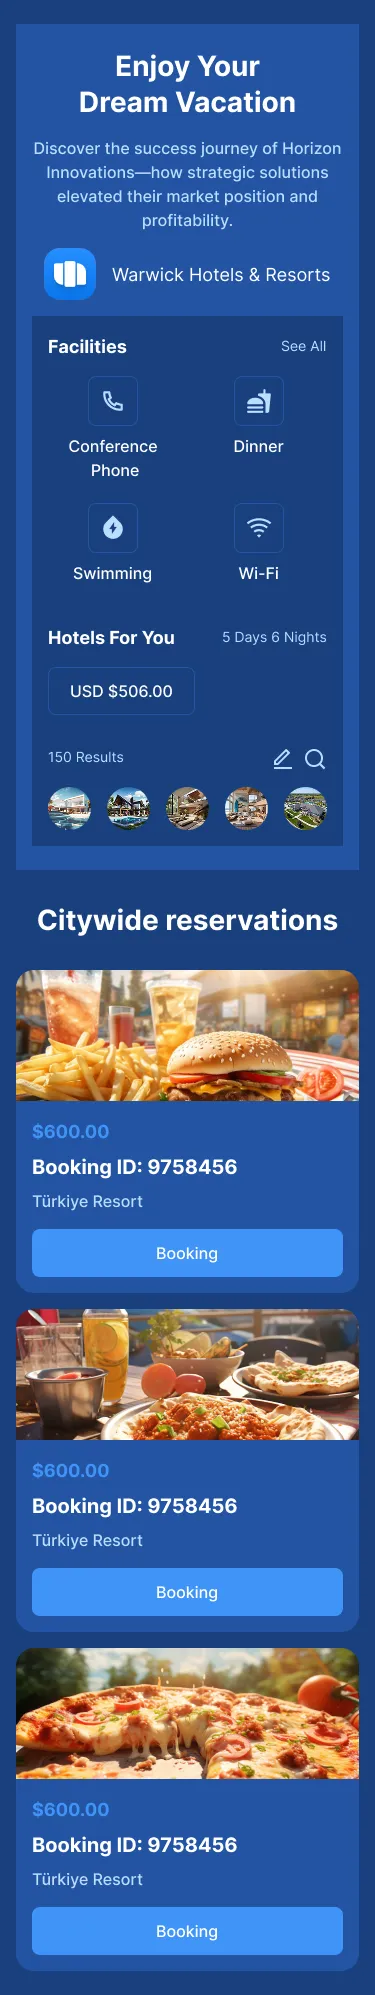 Enjoy Your
Dream Vacation
Discover the success journey of Horizon
Innovations—how strategic solutions
elevated their market position and
profitability.
Warwick Hotels & Resorts
Facilities
See All
Conference
Phone
Dinner
Swimming
Wi-Fi
Hotels For You
5 Days 6 Nights
USD $506.00
150 Results
Citywide reservations
$600.00
Booking ID: 9758456
Türkiye Resort
Booking
$600.00
Booking ID: 9758456
Türkiye Resort
Booking
$600.00
Booking ID: 9758456
Türkiye Resort
Booking